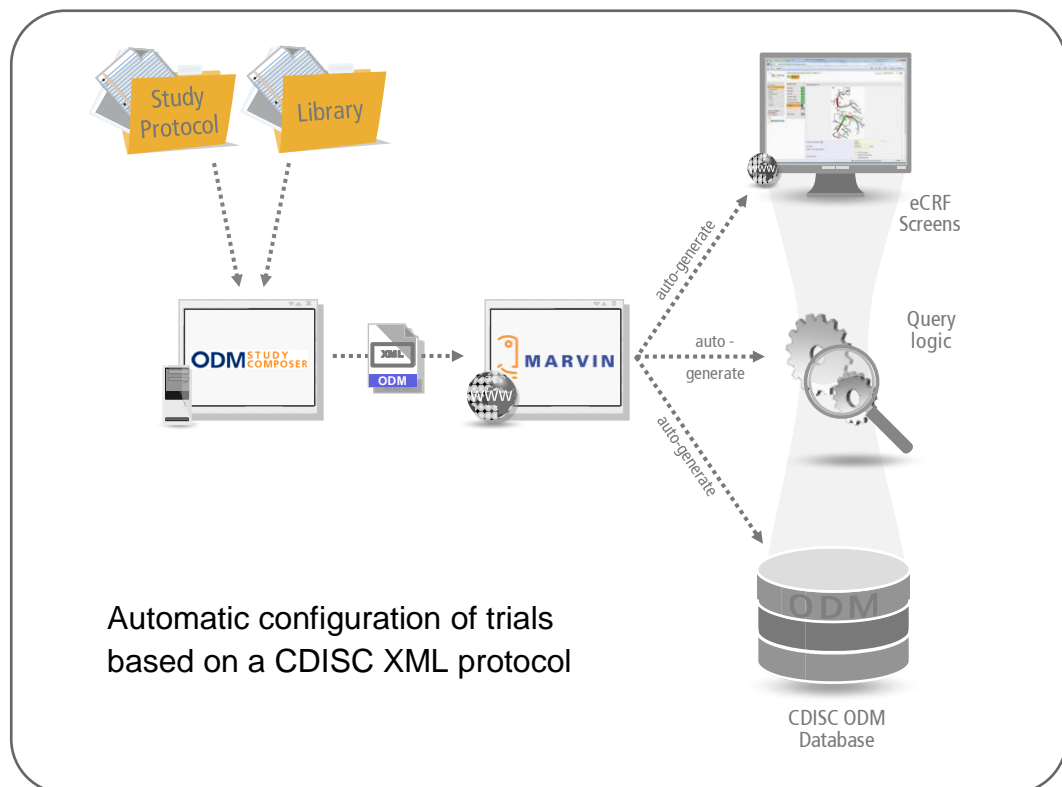 Study
Protocol
Library
eCRF
Screens
auto-generate
ODM STUDY
COMPOSER
XML
ODM
WWW
MARVIN
auto -
generate
Query
logic
auto-generate
ODM
Automatic configuration of trials
based on a CDISC XML protocol
CDISC ODM
Database